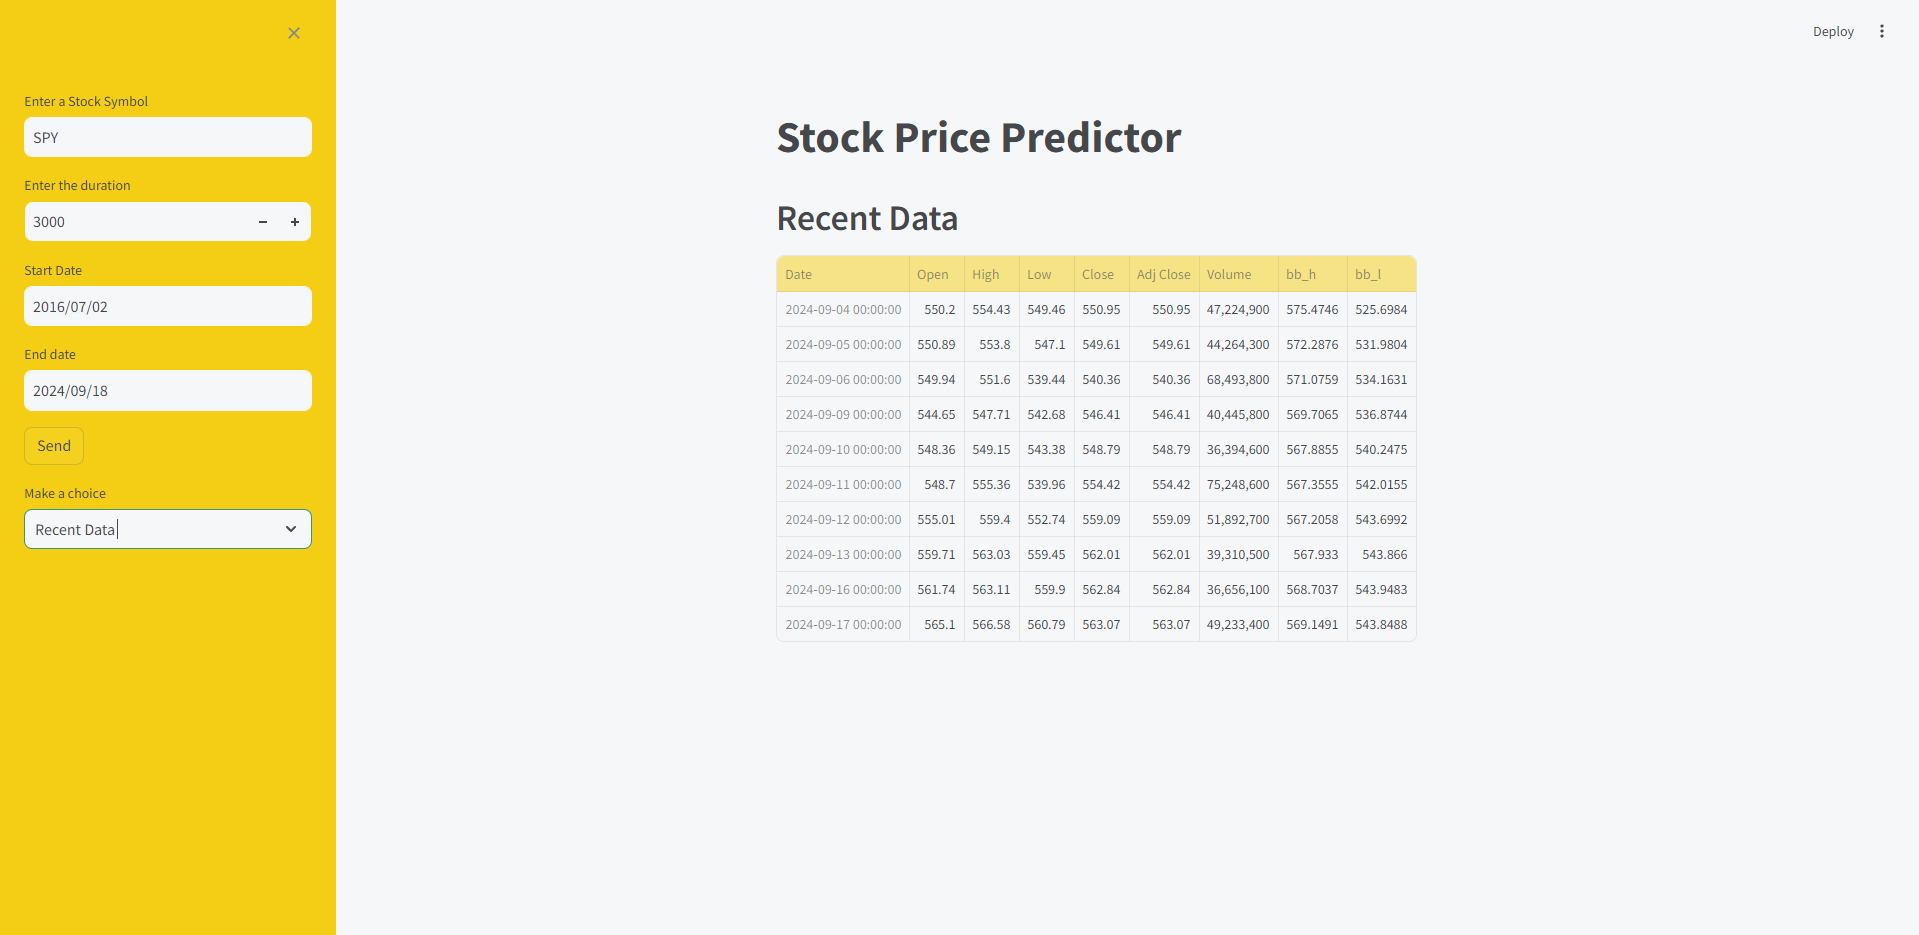 Deploy
Enter a Stock Symbol
SPY
Enter the duration
3000
Start Date
2016/07/02
End date
2024/09/18
Send
Make a choice
Recent Data
Stock Price Predictor
Recent Data
Date Open High Low Close Adj Close Volume bb_h bb_l
2024-09-04 00:00:00 550.2 554.43 549.46 550.95 550.95 47,224,900 575.4746 525.6984
2024-09-05 00:00:00 550.89 553.8 547.1 549.61 549.61 44,264,300 572.2876 531.9804
2024-09-06 00:00:00 549.94 551.6 539.44 540.36 540.36 68,493,800 571.0759 534.1631
2024-09-09 00:00:00 544.65 547.71 542.68 546.41 546.41 40,445,800 569.7065 536.8744
2024-09-10 00:00:00 548.36 549.15 543.38 548.79 548.79 36,394,600 567.8855 540.2475
2024-09-11 00:00:00 548.7 555.36 539.96 554.42 554.42 75,248,600 567.3555 542.0155
2024-09-12 00:00:00 555.01 559.4 552.74 559.09 559.09 51,892,700 567.2058 543.6992
2024-09-13 00:00:00 559.71 563.03 559.45 562.01 562.01 39,310,500 567.933 543.866
2024-09-16 00:00:00 561.74 563.11 559.9 562.84 562.84 36,656,100 568.7037 543.9483
2024-09-17 00:00:00 565.1 566.58 560.79 563.07 563.07 49,233,400 569.1491 543.8488